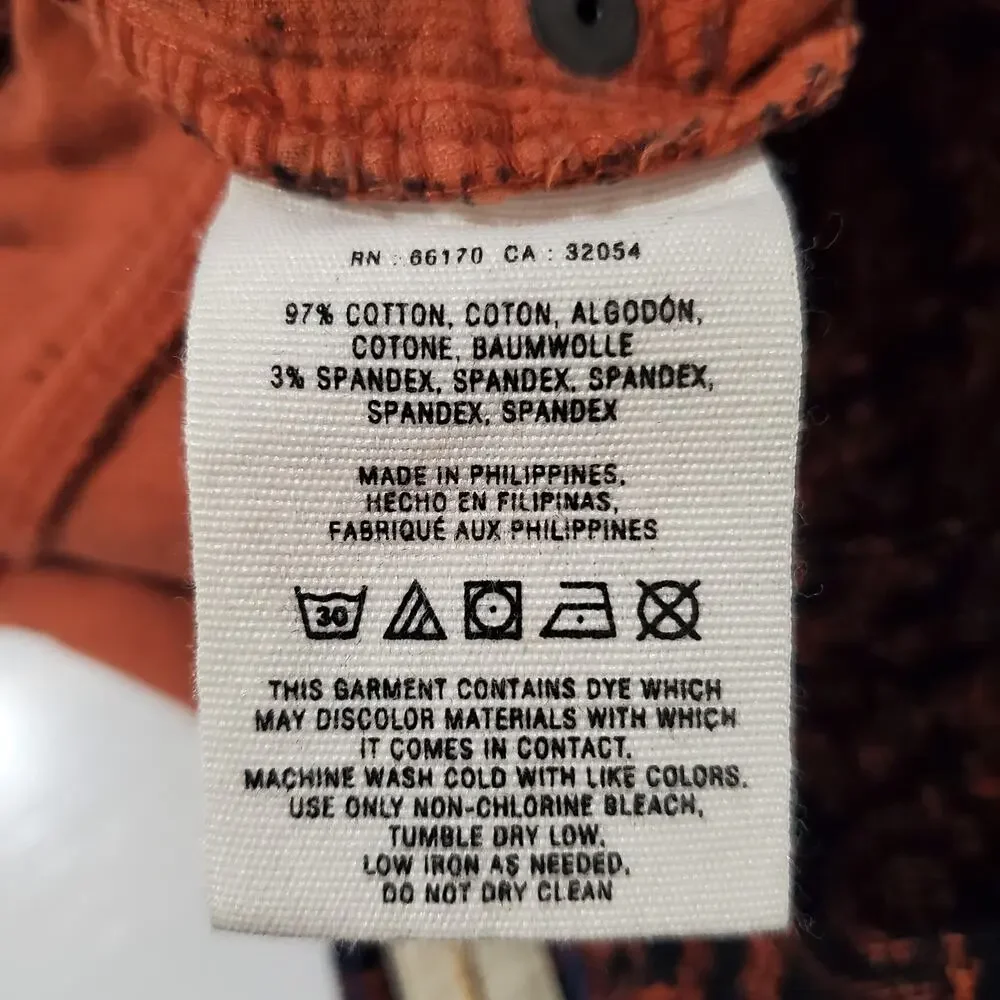 RN : 66170 CA : 32054
97% COTTON, COTON, ALGODÓN,
COTONE, BAUMWOLLE
3% SPANDEX, SPANDEX, SPANDEX,
SPANDEX, SPANDEX
MADE IN PHILIPPINES,
HECHO EN FILIPINAS,
FABRIQUÉ AUX PHILIPPINES
30
THIS GARMENT CONTAINS DYE WHICH
MAY DISCOLOR MATERIALS WITH WHICH
IT COMES IN CONTACT.
MACHINE WASH COLD WITH LIKE COLORS.
USE ONLY NON-CHLORINE BLEACH,
TUMBLE DRY LOW.
LOW IRON AS NEEDED.
DO NOT DRY CLEAN